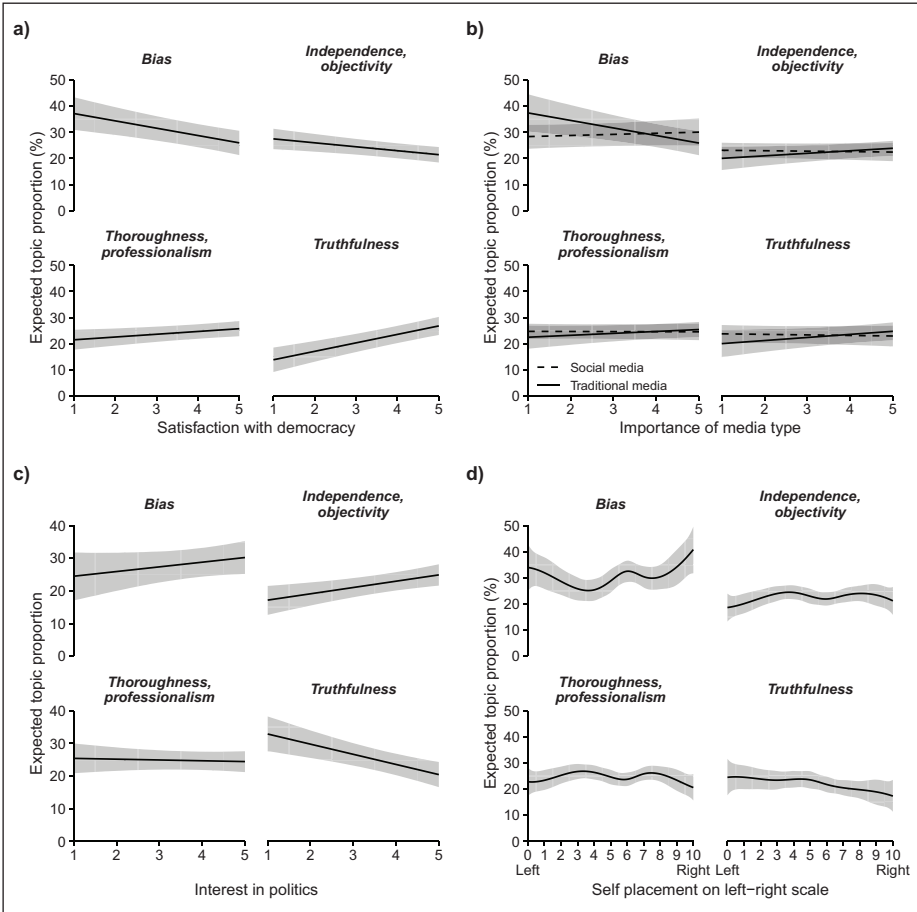 a)
Bias
Independence,
objectivity
50
40
30
20
10
0
Thoroughness,
professionalism
Truthfulness
50
40
30
20
10
0
1 2 3 4 5
1 2 3 4 5
Expected topic proportion (%)
Satisfaction with democracy
b)
Bias
Independence,
objectivity
50
40
30
20
10
0
Thoroughness,
professionalism
Truthfulness
50
40
30
20
10
0
Social media
Traditional media
1 2 3 4 5
1 2 3 4 5
Expected topic proportion (%)
Importance of media type
c)
Bias
Independence,
objectivity
40
30
20
10
0
Thoroughness,
professionalism
Truthfulness
40
30
20
10
0
1 2 3 4 5
1 2 3 4 5
Expected topic proportion
Interest in politics
d)
Bias
Independence,
objectivity
50
40
30
20
10
0
Thoroughness,
professionalism
Truthfulness
50
40
30
20
10
0
0 1 2 3 4 5 6 7 8 9 10
Left Right
0 1 2 3 4 5 6 7 8 9 10
Left Right
Expected topic proportion (%)
Self placement on left−right scale